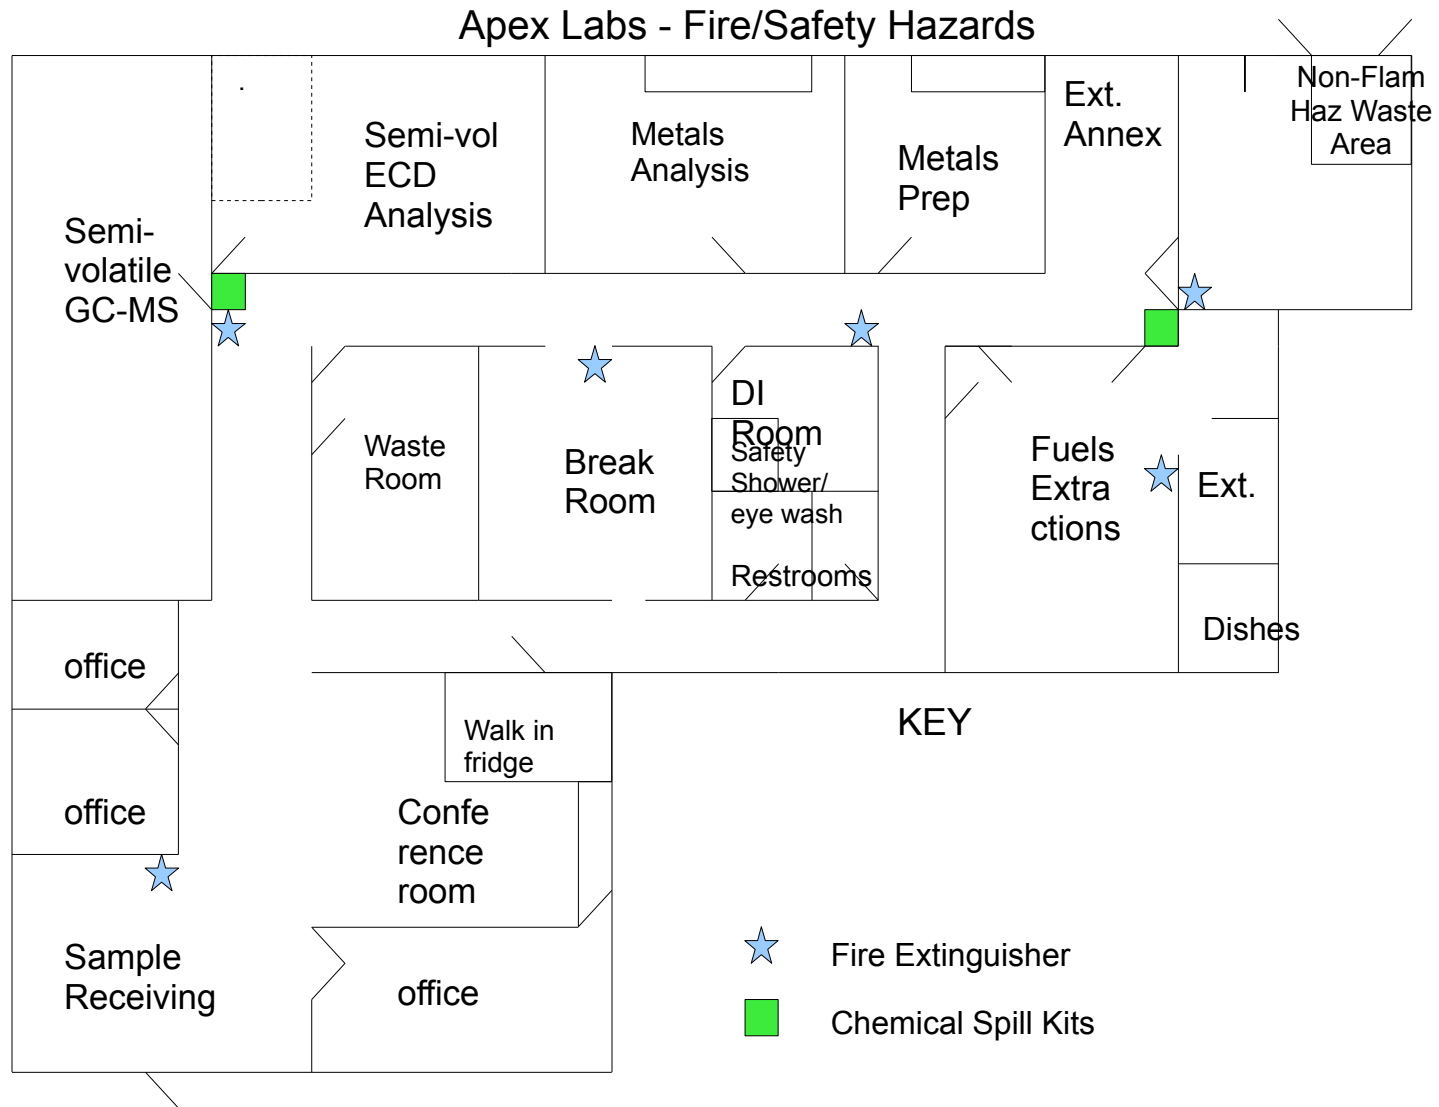 Apex Labs - Fire/Safety Hazards
Non-Flam
Haz Waste
Area
Ext.
Annex
Semi-vol
ECD
Analysis
Metals
Analysis
Metals
Prep
Semi-
volatile
GC-MS
DI
Room
Safety
Shower/
eye wash
Restrooms
Waste
Room
Break
Room
Fuels
Extra
ctions
Ext.
Dishes
office
Walk in
fridge
KEY
office
Confe
rence
room
Sample
Receiving
office
Fire Extinguisher
Chemical Spill Kits